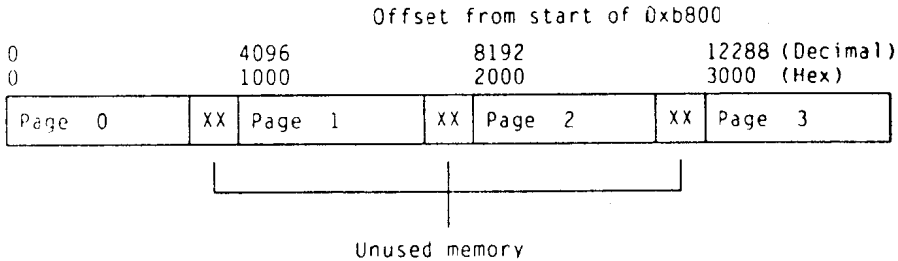 Offset from start of 0xb800
0 4096 8192 12288 (Decimal)
0 1000 2000 3000 (Hex)
Page 0 XX Page 1 XX Page 2 XX Page 3
Unused memory